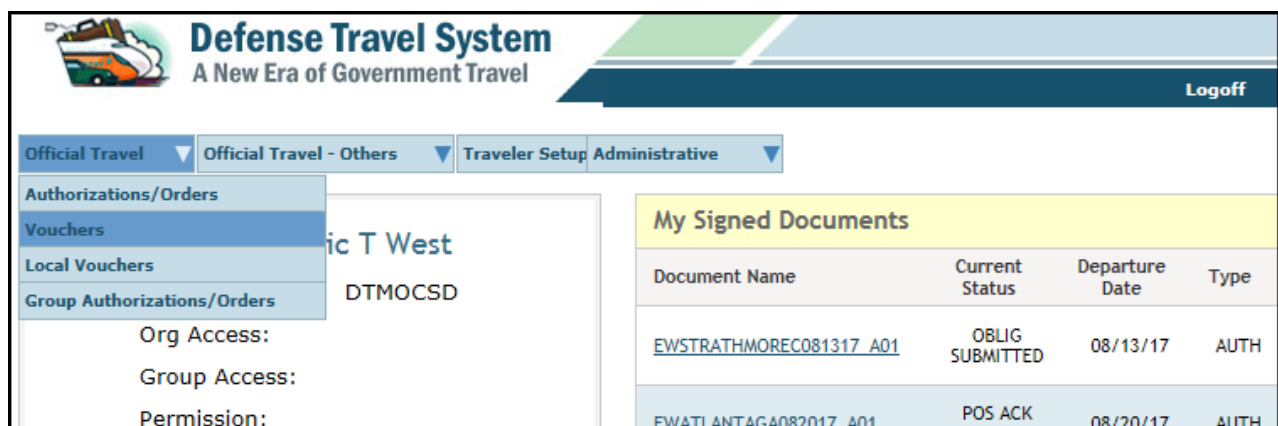 Defense Travel System
A New Era of Government Travel
Logoff
Official Travel
Official Travel - Others
Traveler Setup
Administrative
Authorizations/Orders
Vouchers
Local Vouchers
Group Authorizations/Orders
ic T West
DTMOCSD
Org Access:
Group Access:
Permission:
My Signed Documents
Document Name
Current Status
Departure Date
Type
EWSTRATHMOREC081317_A01
OBLIG SUBMITTED
08/13/17
AUTH
EWATLANTAGA082017_A01
POS ACK
08/20/17
AUTH